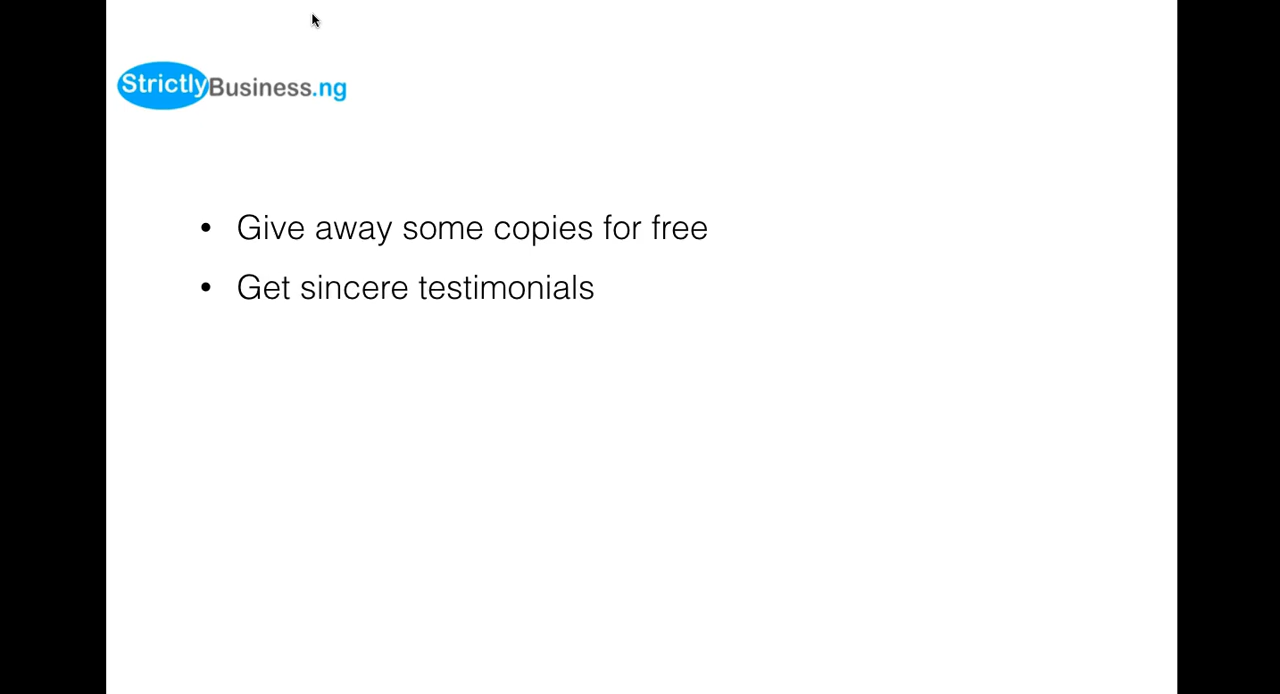 StrictlyBusiness.ng
• Give away some copies for free
• Get sincere testimonials